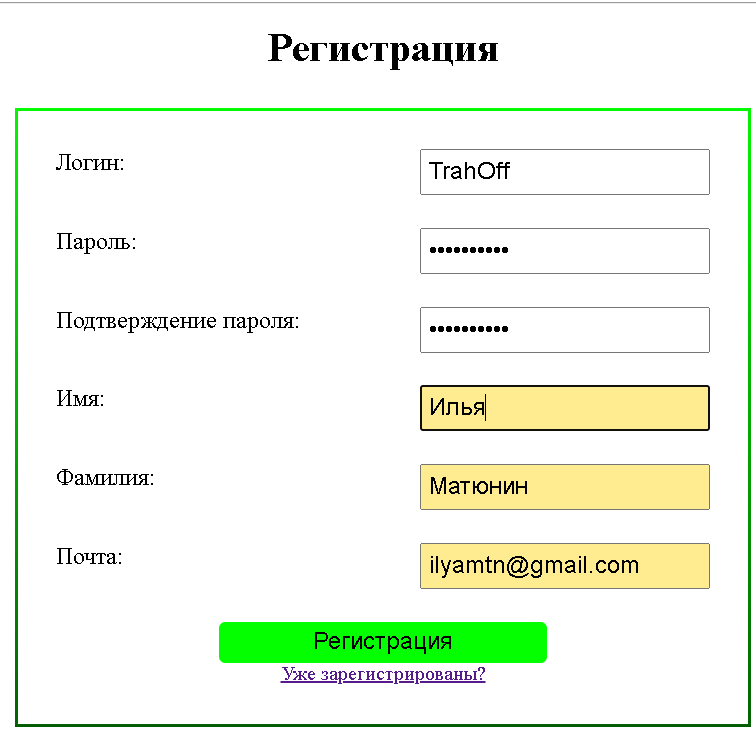 Регистрация
Логин: TrahOff
Пароль: ••••••••••
Подтверждение пароля: ••••••••••
Имя: Илья
Фамилия: Матюнин
Почта: ilyamtn@gmail.com
Регистрация
Уже зарегистрированы?